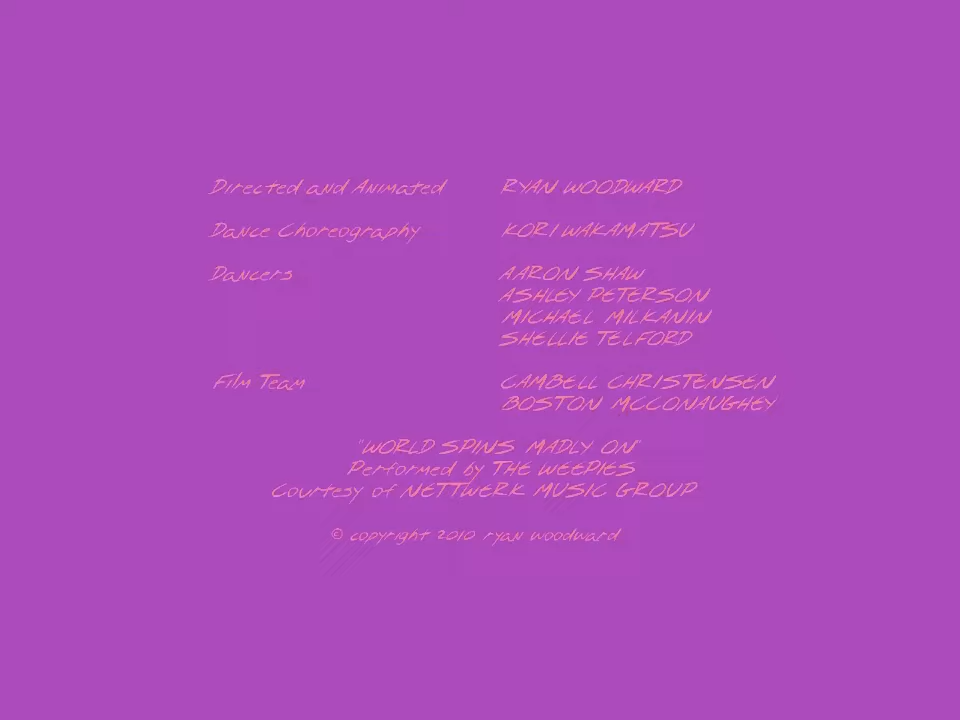 Directed and Animated RYAN WOODWARD
Dance Choreography KORI WAKAMATSU
Dancers AARON SHAW
ASHLEY PETERSON
MICHAEL MILKANIN
SHELLIE TELFORD
Film Team CAMBELL CHRISTENSEN
BOSTON MCCONAUGHEY
"WORLD SPINS MADLY ON"
Performed by THE WEEPIES
Courtesy of NETTWERK MUSIC GROUP
© copyright 2010 ryan woodward